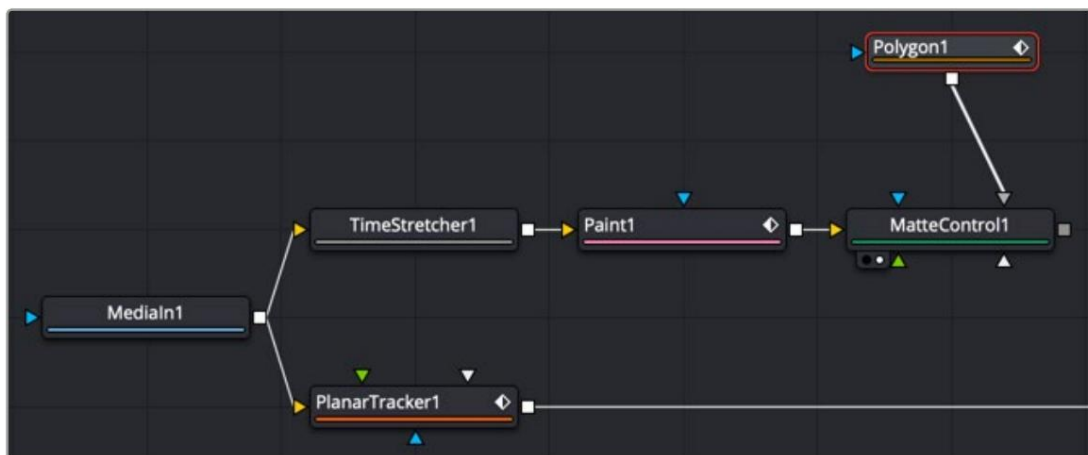 Polygon1
TimeStretcher1
Paint1
MatteControl1
MediaIn1
PlanarTracker1